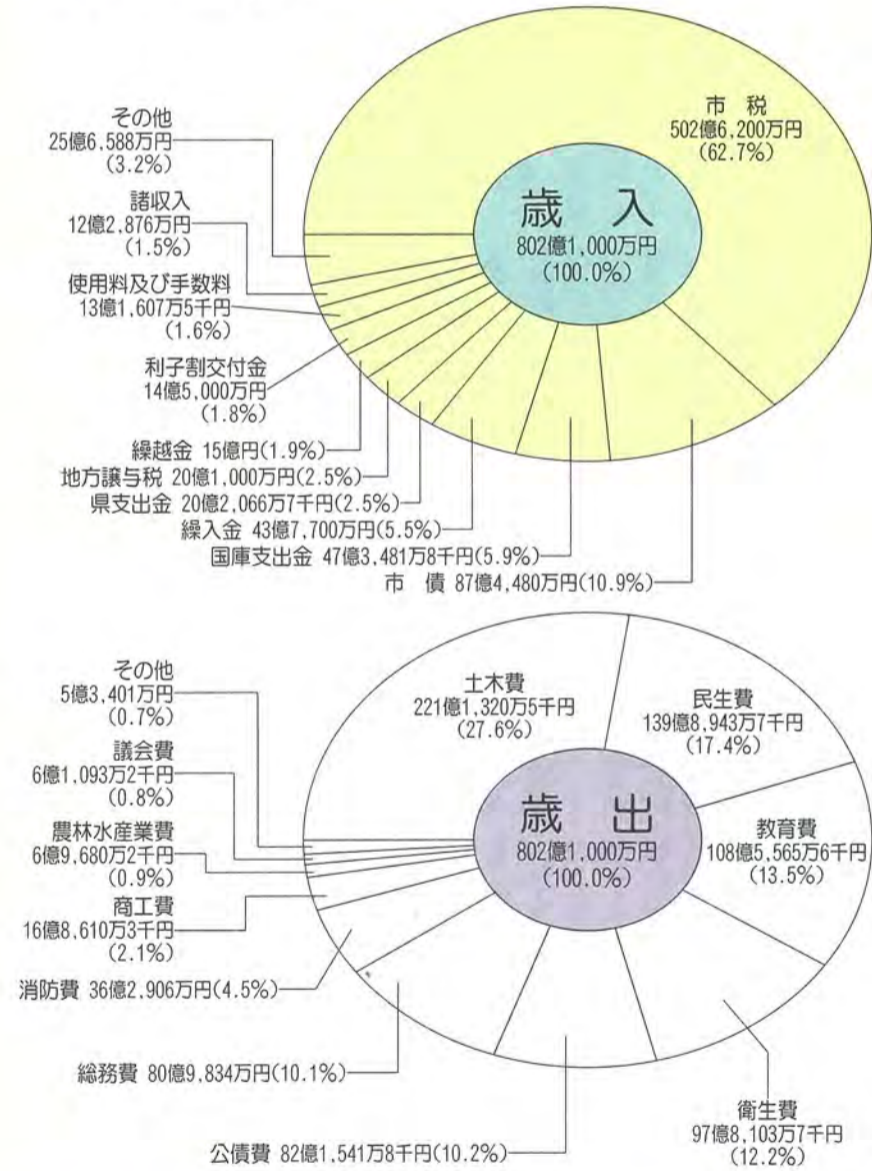 歳 入
802億1,000万円
(100.0%)
市 税
502億6,200万円
(62.7%)
その他
25億6,588万円
(3.2%)
諸収入
12億2,876万円
(1.5%)
使用料及び手数料
13億1,607万5千円
(1.6%)
利子割交付金
14億5,000万円
(1.8%)
繰越金 15億円(1.9%)
地方譲与税 20億1,000万円(2.5%)
県支出金 20億2,066万7千円(2.5%)
繰入金 43億7,700万円(5.5%)
国庫支出金 47億3,481万8千円(5.9%)
市 債 87億4,480万円(10.9%)
歳 出
802億1,000万円
(100.0%)
土木費
221億1,320万5千円
(27.6%)
民生費
139億8,943万7千円
(17.4%)
教育費
108億5,565万6千円
(13.5%)
その他
5億3,401万円
(0.7%)
議会費
6億1,093万2千円
(0.8%)
農林水産業費
6億9,680万2千円
(0.9%)
商工費
16億8,610万3千円
(2.1%)
消防費 36億2,906万円(4.5%)
総務費 80億9,834万円(10.1%)
公債費 82億1,541万8千円(10.2%)
衛生費
97億8,103万7千円
(12.2%)